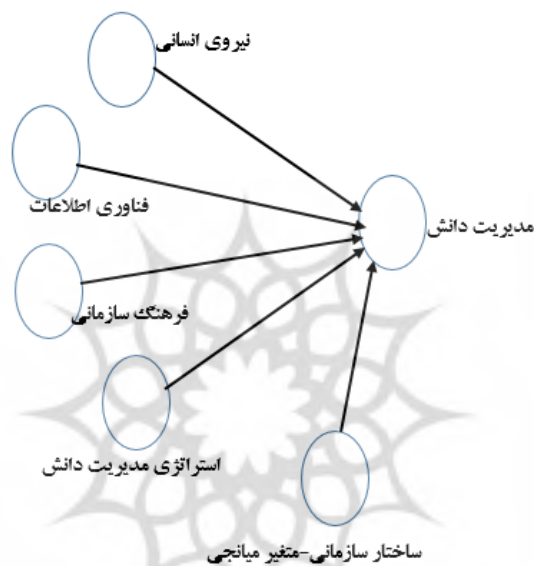 نیروی انسانی
فناوری اطلاعات
مدیریت دانش
فرهنگ سازمانی
استراتژی مدیریت دانش
ساختار سازمانی-متغیر میانجی